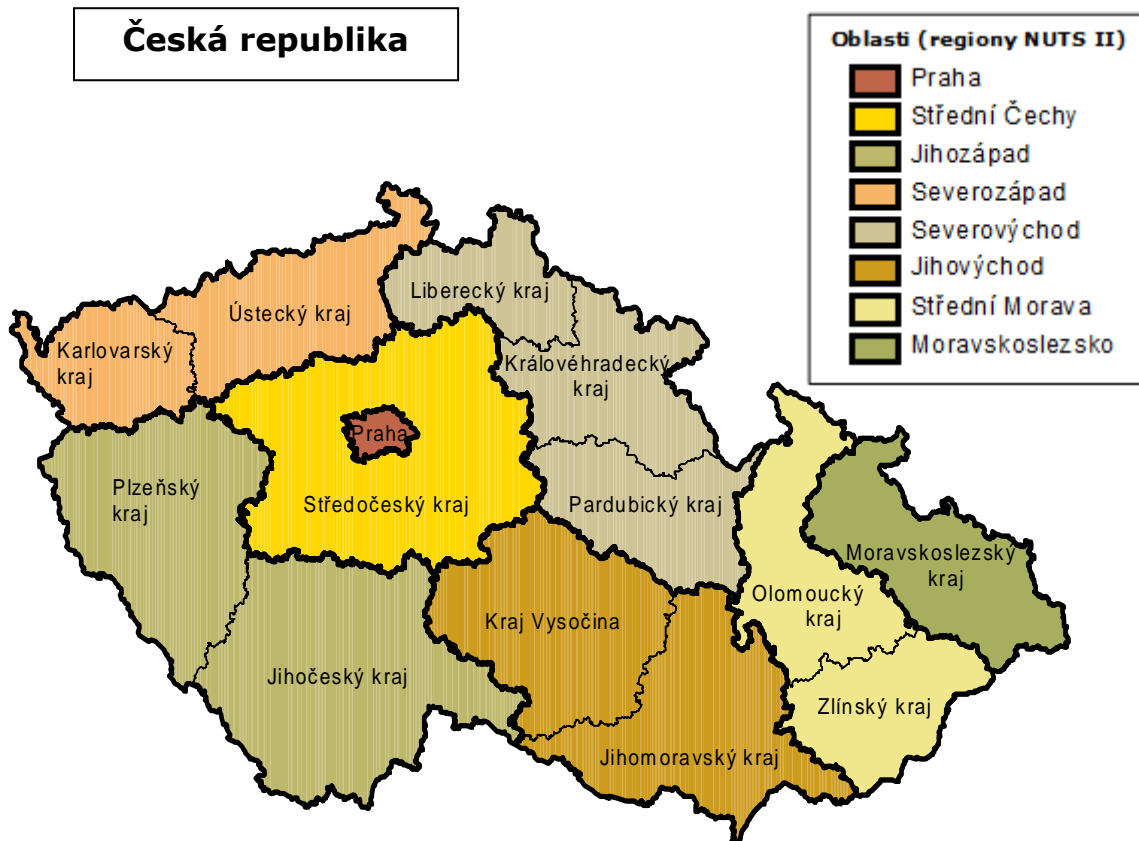 Česká republika
Oblasti (regiony NUTS II)
Praha
Střední Čechy
Jihozápad
Severozápad
Severovýchod
Jihovýchod
Střední Morava
Moravskoslezsko
Liberecký kraj
Ústecký kraj
Karlovarský
kraj
Královéhradecký
kraj
Praha
Plzeňský
kraj
Středočeský kraj
Pardubický kraj
Moravskoslezský
kraj
Olomoucký
kraj
Kraj Vysočina
Jihočeský kraj
Zlínský kraj
Jihomoravský kraj